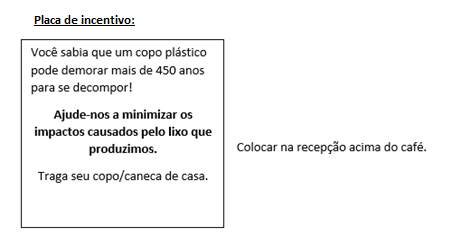 Placa de incentivo:
Você sabia que um copo plástico
pode demorar mais de 450 anos
para se decompor!
Ajude-nos a minimizar os
impactos causados pelo lixo que
produzimos.
Colocar na recepção acima do café.
Traga seu copo/caneca de casa.